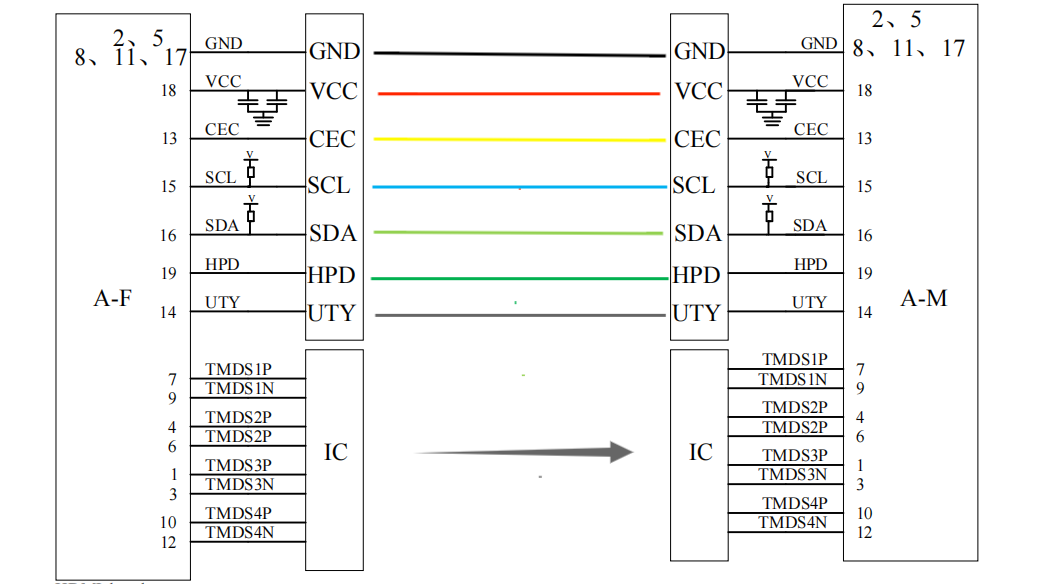 2、5 2、5
8、11、17 GND GND GND GND 8、11、17
18 VCC VCC VCC VCC 18
13 CEC CEC CEC CEC 13
V V
15 SCL SCL SCL SCL 15
V V
16 SDA SDA SDA SDA 16
19 HPD HPD HPD HPD 19
A-F A-M
14 UTY UTY UTY UTY 14
7 TMDS1P TMDS1P 7
9 TMDS1N TMDS1N 9
4 TMDS2P TMDS2P 4
6 TMDS2P TMDS2P 6
IC IC
1 TMDS3P TMDS3P 1
3 TMDS3N TMDS3N 3
10 TMDS4P TMDS4P 10
12 TMDS4N TMDS4N 12